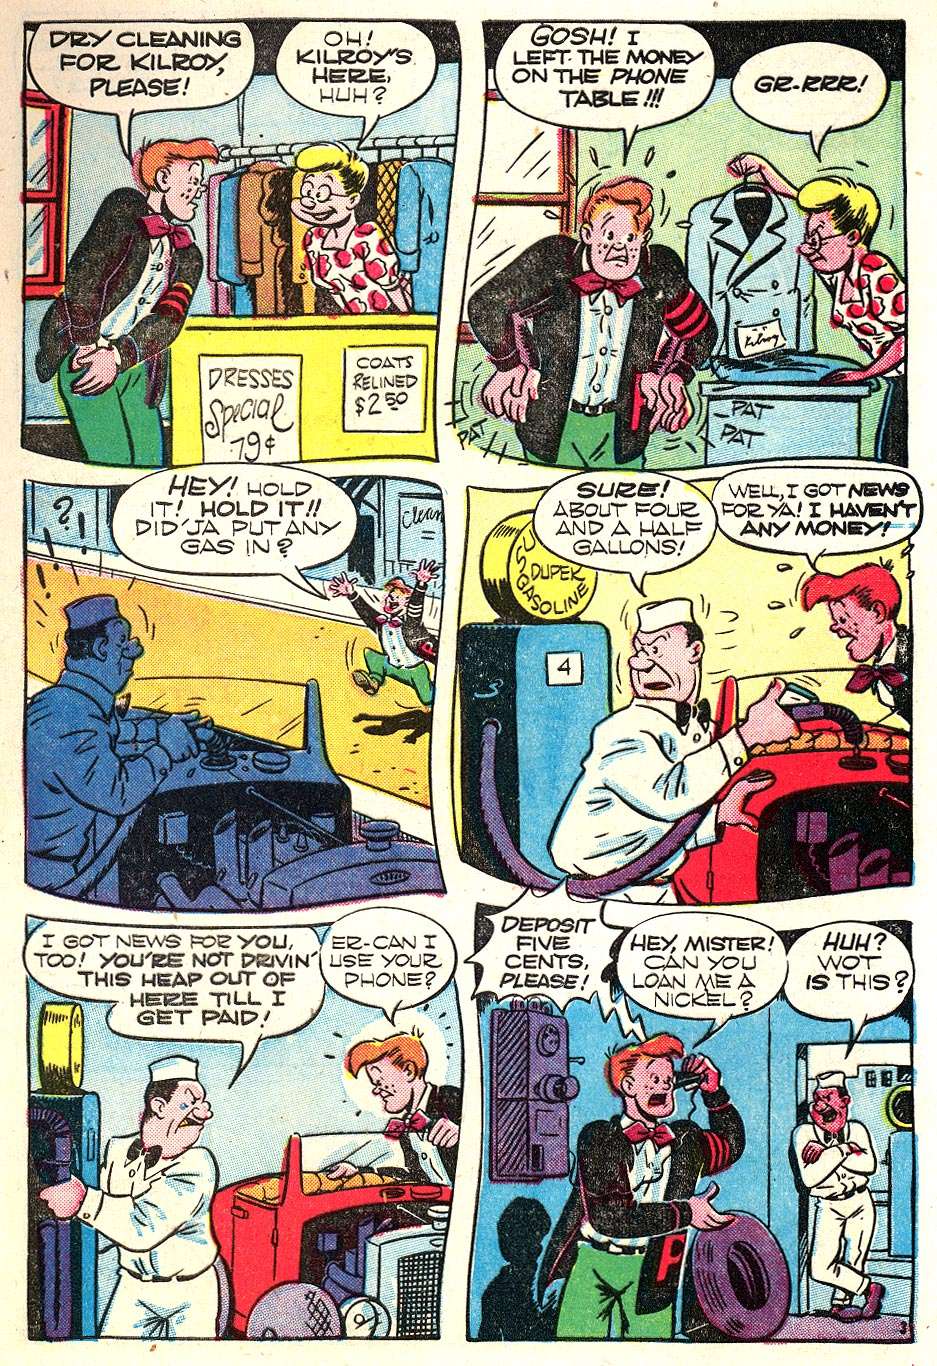 DRY CLEANING
FOR KILROY,
PLEASE!
OH!
KILROY'S
HERE,
HUH?
DRESSES
Special
79¢
COATS
RELINED
$2.50
GOSH! I
LEFT THE MONEY
ON THE PHONE
TABLE!!!
GR-RRR!
Kilroy
PAT
PAT
?!
HEY! HOLD
IT! HOLD IT!!
DID'JA PUT ANY
GAS IN?
Clean
SURE!
ABOUT FOUR
AND A HALF
GALLONS!
WELL, I GOT NEWS
FOR YA! I HAVEN'T
ANY MONEY!
DUPER
GASOLINE
4
I GOT NEWS FOR YOU,
TOO! YOU'RE NOT DRIVIN'
THIS HEAP OUT OF
HERE TILL I
GET PAID!
ER-CAN I
USE YOUR
PHONE?
DEPOSIT
FIVE
CENTS,
PLEASE!
HEY, MISTER!
CAN YOU
LOAN ME A
NICKEL?
HUH?
WOT
IS THIS?
3